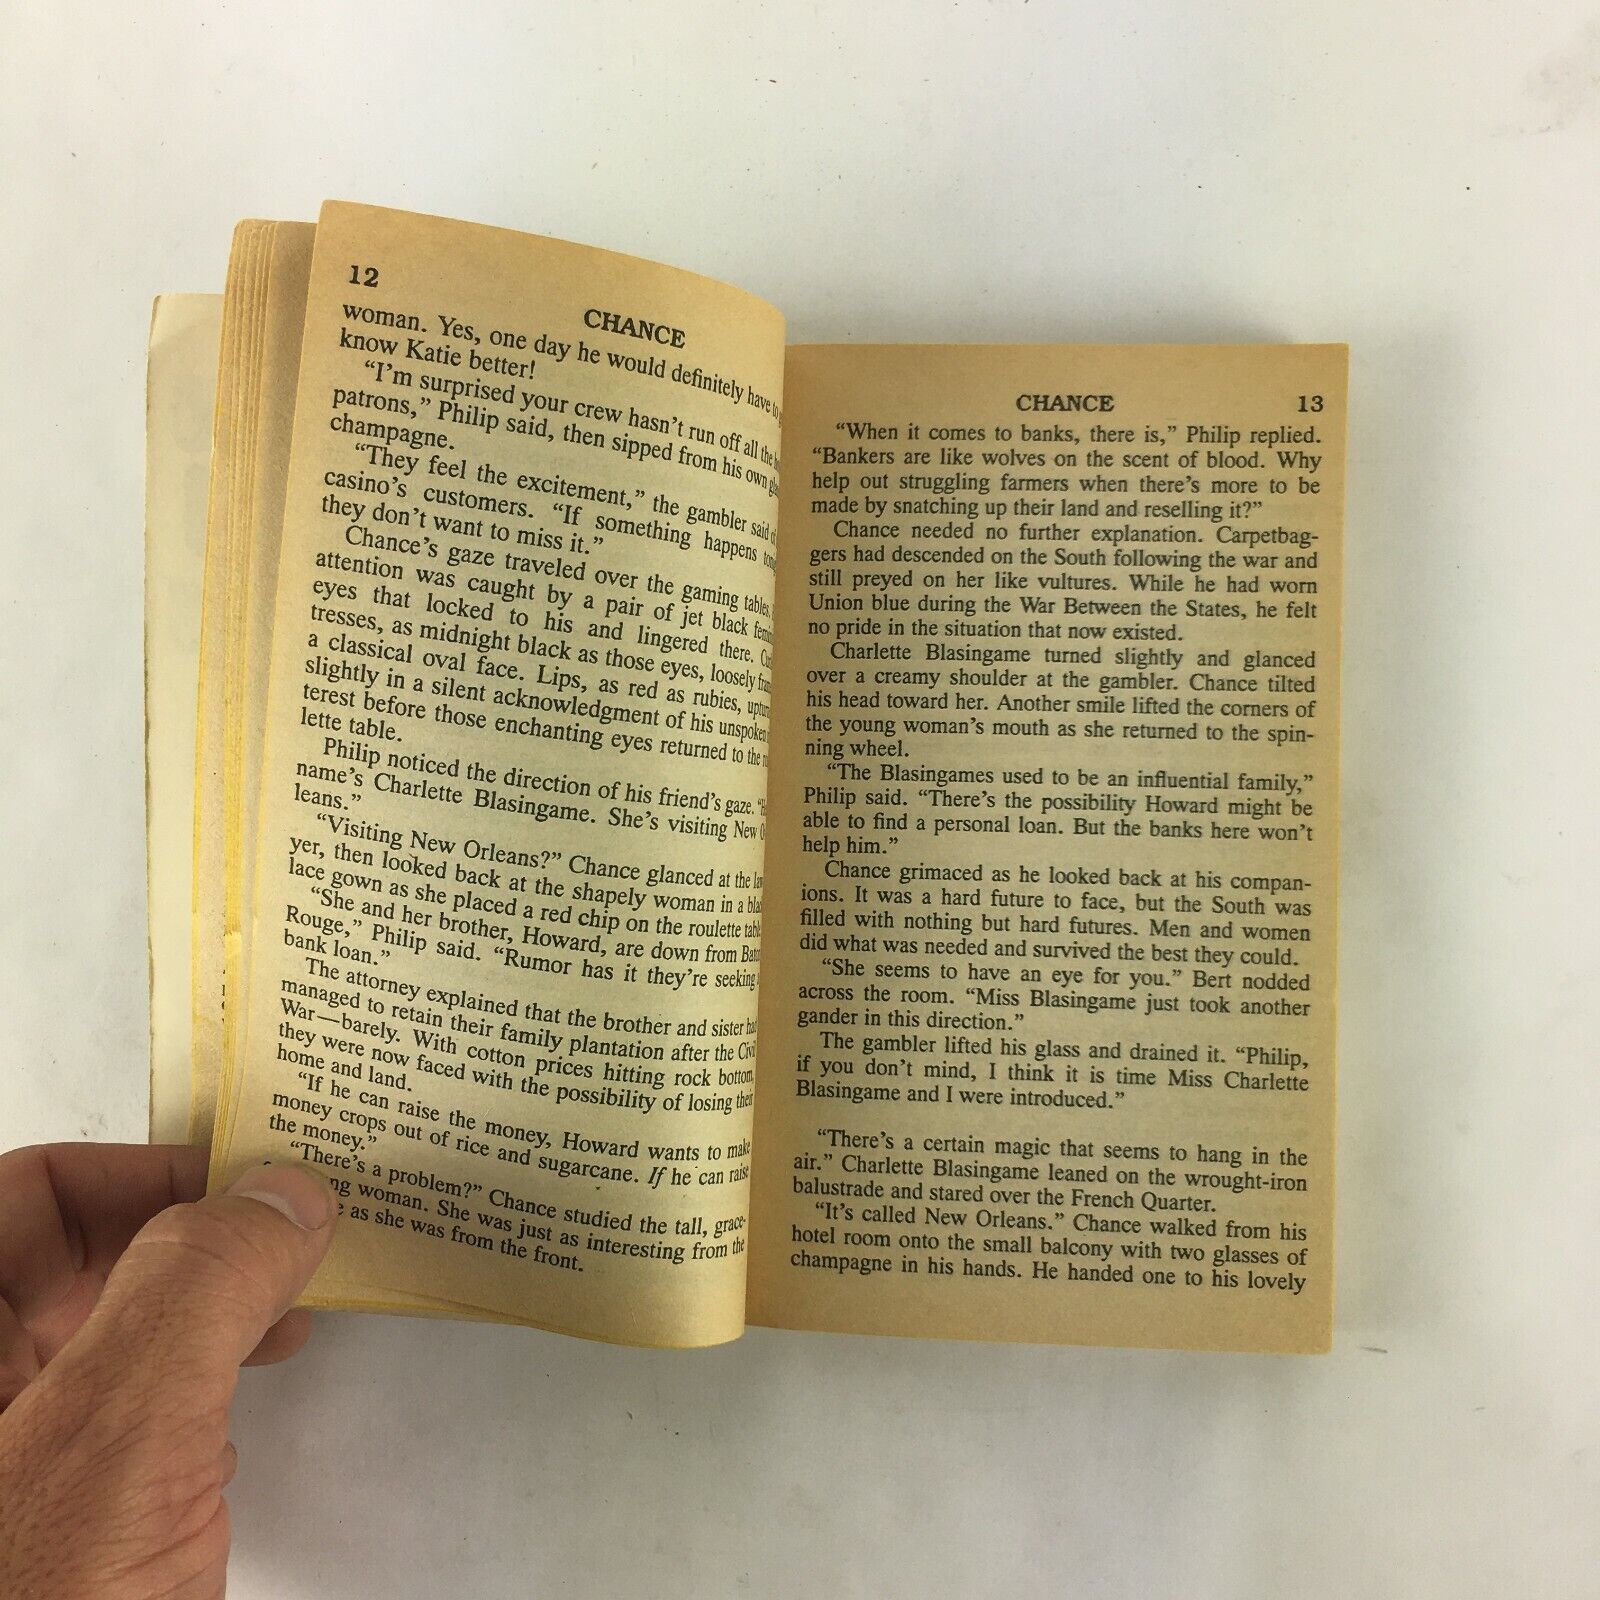 12
CHANCE
woman. Yes, one day he would definitely have to
know Katie better!
"I'm surprised your crew hasn't run off all the
patrons," Philip said, then sipped from his own
champagne.
"They feel the excitement," the gambler said
casino's customers. "If something happens
they don't want to miss it."
Chance's gaze traveled over the gaming tables.
attention was caught by a pair of jet black
eyes that locked to his and lingered there.
tresses, as midnight black as those eyes, loosely
a classical oval face. Lips, as red as rubies,
slightly in a silent acknowledgment of his unspoken
terest before those enchanting eyes returned to the
lette table.
Philip noticed the direction of his friend's gaze.
name's Charlette Blasingame. She's visiting New
leans."
"Visiting New Orleans?" Chance glanced at the
yer, then looked back at the shapely woman in a
lace gown as she placed a red chip on the roulette
"She and her brother, Howard, are down from
Rouge," Philip said. "Rumor has it they're seeking
bank loan."
The attorney explained that the brother and sister
managed to retain their family plantation after the Civil
War—barely. With cotton prices hitting rock bottom,
they were now faced with the possibility of losing their
home and land.
"If he can raise the money, Howard wants to make
money crops out of rice and sugarcane. If he can raise
the money."
"There's a problem?" Chance studied the tall, grace-
woman. She was just as interesting from the
as she was from the front.
CHANCE 13
"When it comes to banks, there is," Philip replied.
"Bankers are like wolves on the scent of blood. Why
help out struggling farmers when there's more to be
made by snatching up their land and reselling it?"
Chance needed no further explanation. Carpetbag-
gers had descended on the South following the war and
still preyed on her like vultures. While he had worn
Union blue during the War Between the States, he felt
no pride in the situation that now existed.
Charlette Blasingame turned slightly and glanced
over a creamy shoulder at the gambler. Chance tilted
his head toward her. Another smile lifted the corners of
the young woman's mouth as she returned to the spin-
ning wheel.
"The Blasingames used to be an influential family,"
Philip said. "There's the possibility Howard might be
able to find a personal loan. But the banks here won't
help him."
Chance grimaced as he looked back at his compan-
ions. It was a hard future to face, but the South was
filled with nothing but hard futures. Men and women
did what was needed and survived the best they could.
"She seems to have an eye for you." Bert nodded
across the room. "Miss Blasingame just took another
gander in this direction."
The gambler lifted his glass and drained it. "Philip,
if you don't mind, I think it is time Miss Charlette
Blasingame and I were introduced."
"There's a certain magic that seems to hang in the
air." Charlette Blasingame leaned on the wrought-iron
balustrade and stared over the French Quarter.
"It's called New Orleans." Chance walked from his
hotel room onto the small balcony with two glasses of
champagne in his hands. He handed one to his lovely